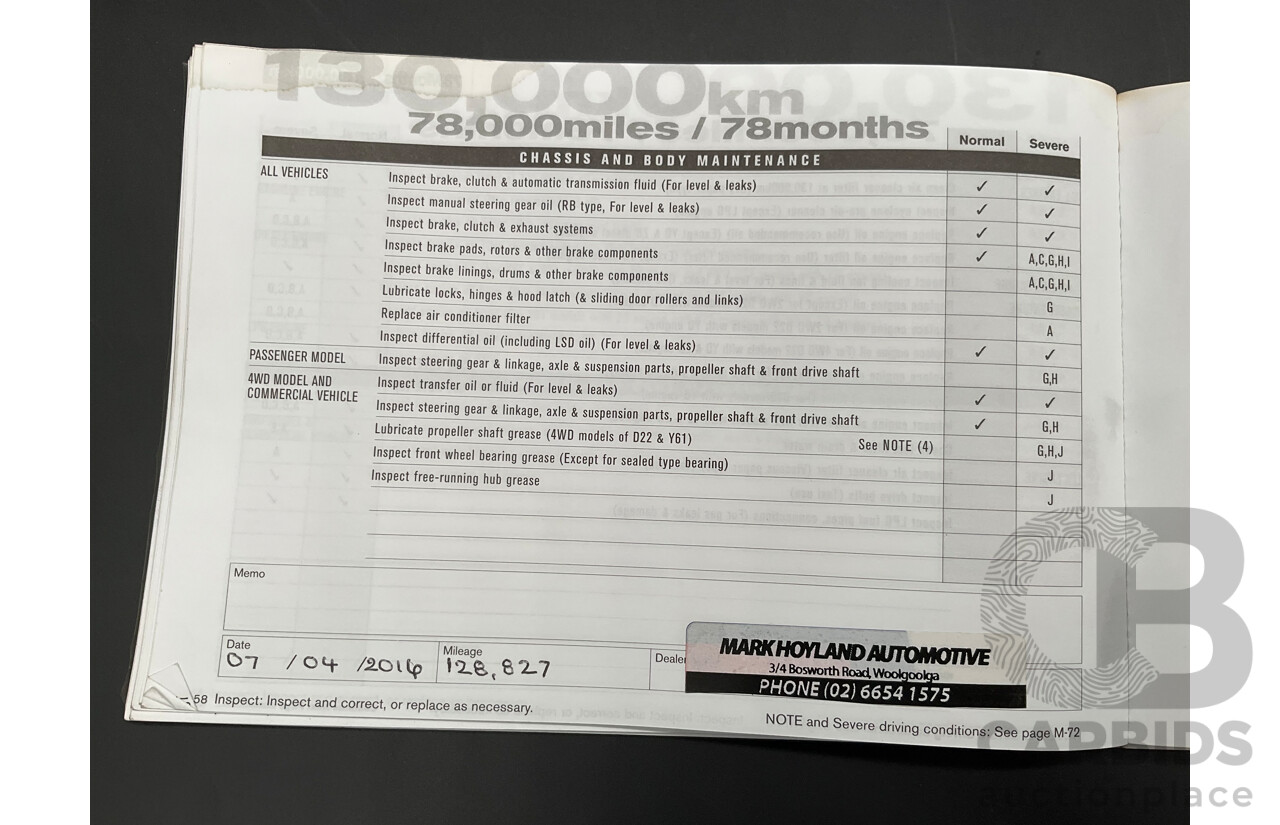 130,000km
78,000miles / 78months
Normal
Severe
CHASSIS AND BODY MAINTENANCE
ALL VEHICLES
Inspect brake, clutch & automatic transmission fluid (For level & leaks) ✓ ✓
Inspect manual steering gear oil (RB type, For level & leaks) ✓ ✓
Inspect brake, clutch & exhaust systems ✓ ✓
Inspect brake pads, rotors & other brake components ✓ A,C,G,H,I
Inspect brake linings, drums & other brake components A,C,G,H,I
Lubricate locks, hinges & hood latch (& sliding door rollers and links) G
Replace air conditioner filter A
Inspect differential oil (including LSD oil) (For level & leaks) ✓ ✓
PASSENGER MODEL
Inspect steering gear & linkage, axle & suspension parts, propeller shaft & front drive shaft G,H
4WD MODEL AND
COMMERCIAL VEHICLE
Inspect transfer oil or fluid (For level & leaks) ✓ ✓
Inspect steering gear & linkage, axle & suspension parts, propeller shaft & front drive shaft ✓ G,H
Lubricate propeller shaft grease (4WD models of D22 & Y61) See NOTE (4) G,H,J
Inspect front wheel bearing grease (Except for sealed type bearing) J
Inspect free-running hub grease J
Memo
Date
07 / 04 / 2016
Mileage
128,827
Dealer
MARK HOYLAND AUTOMOTIVE
3/4 Bosworth Road, Woolgoolga
PHONE (02) 6654 1575
58 Inspect: Inspect and correct, or replace as necessary.
NOTE and Severe driving conditions: See page M-72
CARBIDS
auctionplace